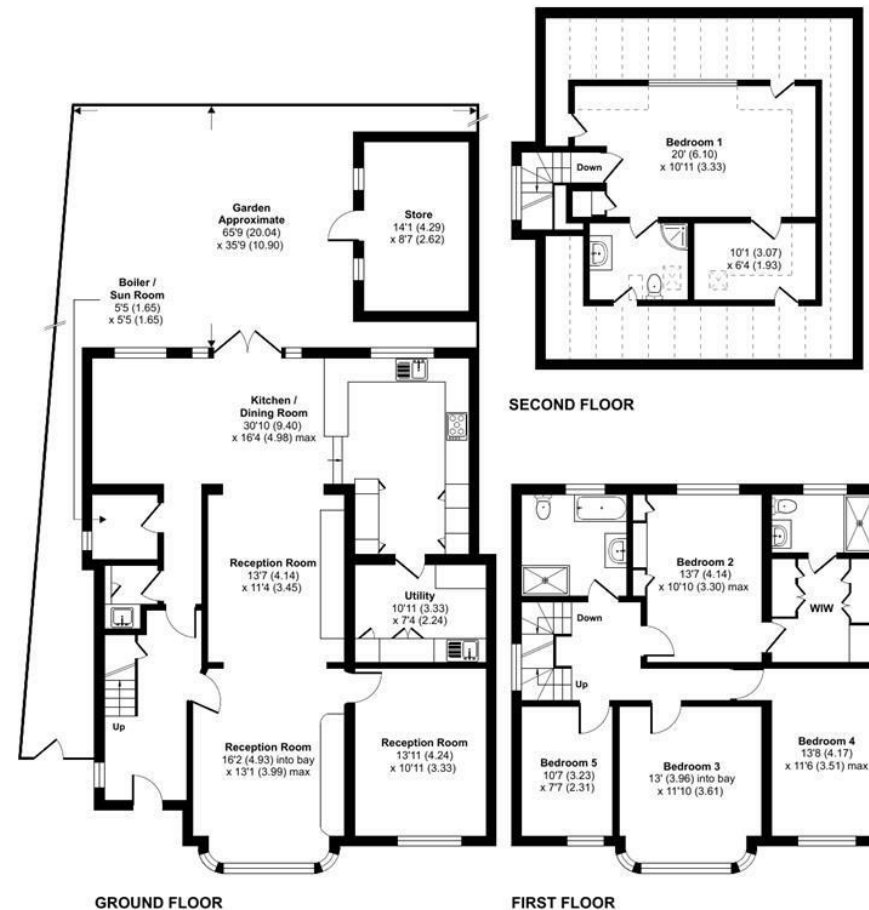 Garden
Approximate
65'9 (20.04)
x 35'9 (10.90)
Store
14'1 (4.29)
x 8'7 (2.62)
Boiler /
Sun Room
5'5 (1.65)
x 5'5 (1.65)
Kitchen /
Dining Room
30'10 (9.40)
x 16'4 (4.98) max
Reception Room
13'7 (4.14)
x 11'4 (3.45)
Utility
10'11 (3.33)
x 7'4 (2.24)
Up
Reception Room
16'2 (4.93) into bay
x 13'1 (3.99) max
Reception Room
13'11 (4.24)
x 10'11 (3.33)
GROUND FLOOR
Bedroom 1
20' (6.10)
x 10'11 (3.33)
Down
10'1 (3.07)
x 6'4 (1.93)
SECOND FLOOR
Bedroom 2
13'7 (4.14)
x 10'10 (3.30) max
WIW
Down
Up
Bedroom 5
10'7 (3.23)
x 7'7 (2.31)
Bedroom 3
13' (3.96) into bay
x 11'10 (3.61)
Bedroom 4
13'8 (4.17)
x 11'6 (3.51) max
FIRST FLOOR